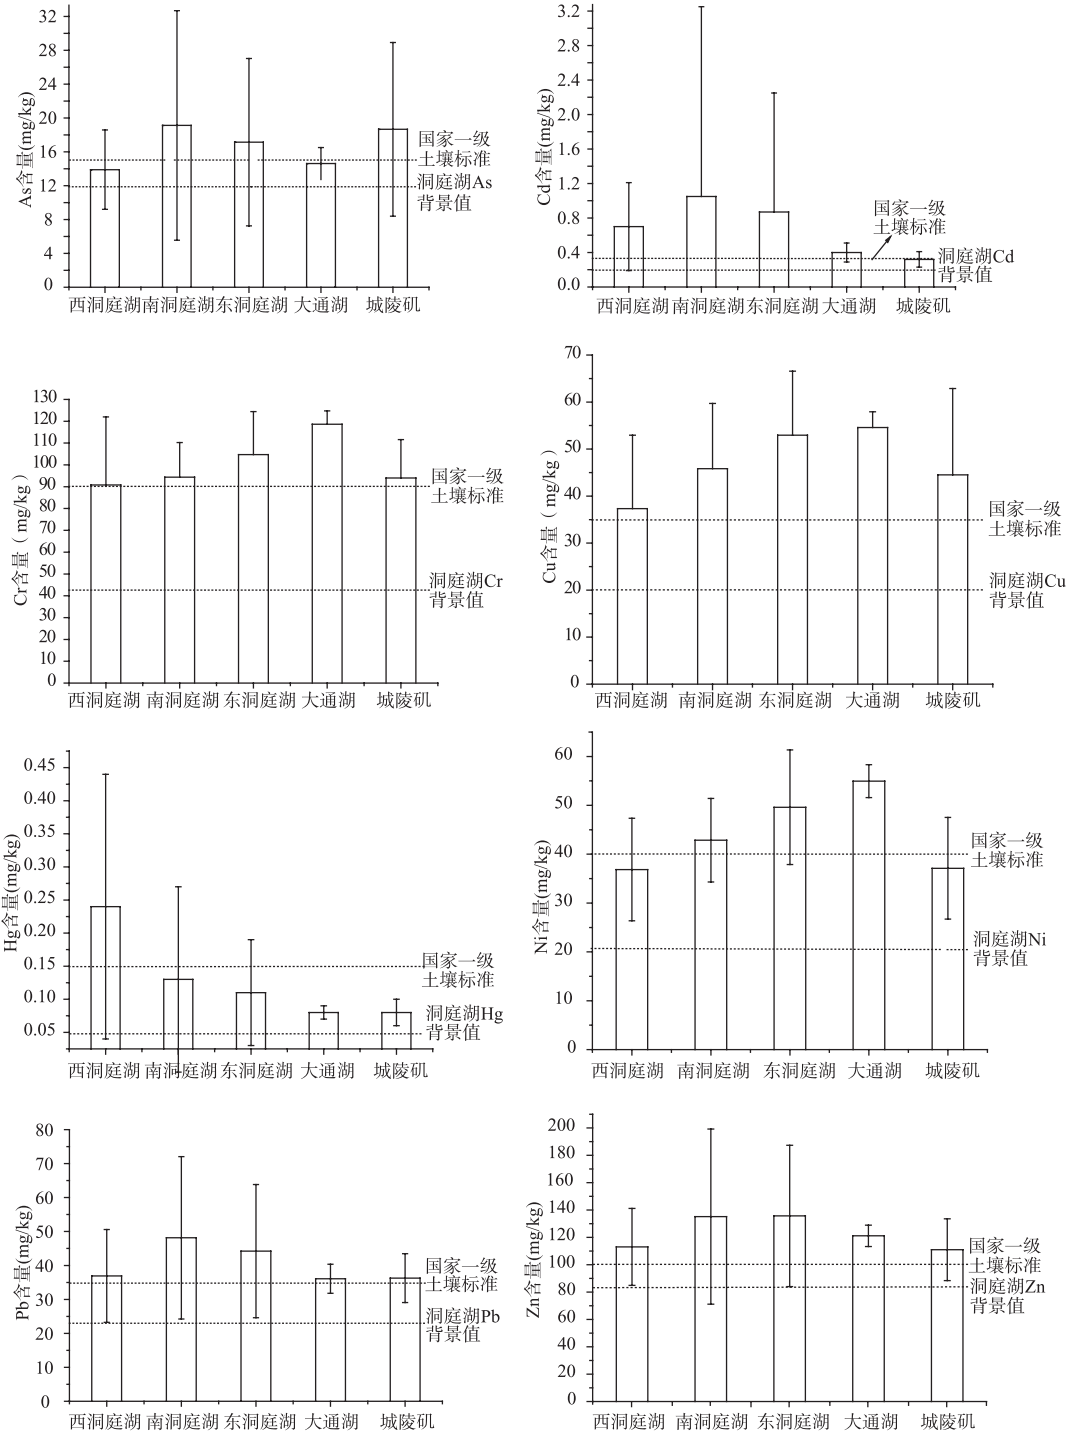 As含量(mg/kg)
32
28
24
20
16
12
8
4
0
国家一级
土壤标准
洞庭湖As
背景值
西洞庭湖 南洞庭湖 东洞庭湖 大通湖 城陵矶
Cd含量(mg/kg)
3.2
2.8
2.4
2.0
1.6
1.2
0.8
0.4
0.0
国家一级
土壤标准
洞庭湖Cd
背景值
西洞庭湖 南洞庭湖 东洞庭湖 大通湖 城陵矶
Cr含量(mg/kg)
130
120
110
100
90
80
70
60
50
40
30
20
10
0
国家一级
土壤标准
洞庭湖Cr
背景值
西洞庭湖 南洞庭湖 东洞庭湖 大通湖 城陵矶
Cu含量(mg/kg)
70
60
50
40
30
20
10
0
国家一级
土壤标准
洞庭湖Cu
背景值
西洞庭湖 南洞庭湖 东洞庭湖 大通湖 城陵矶
Hg含量(mg/kg)
0.45
0.40
0.35
0.30
0.25
0.20
0.15
0.10
0.05
国家一级
土壤标准
洞庭湖Hg
背景值
西洞庭湖 南洞庭湖 东洞庭湖 大通湖 城陵矶
Ni含量(mg/kg)
60
50
40
30
20
10
0
国家一级
土壤标准
洞庭湖Ni
背景值
西洞庭湖 南洞庭湖 东洞庭湖 大通湖 城陵矶
Pb含量(mg/kg)
80
70
60
50
40
30
20
10
0
国家一级
土壤标准
洞庭湖Pb
背景值
西洞庭湖 南洞庭湖 东洞庭湖 大通湖 城陵矶
Zn含量(mg/kg)
200
180
160
140
120
100
80
60
40
20
0
国家一级
土壤标准
洞庭湖Zn
背景值
西洞庭湖 南洞庭湖 东洞庭湖 大通湖 城陵矶